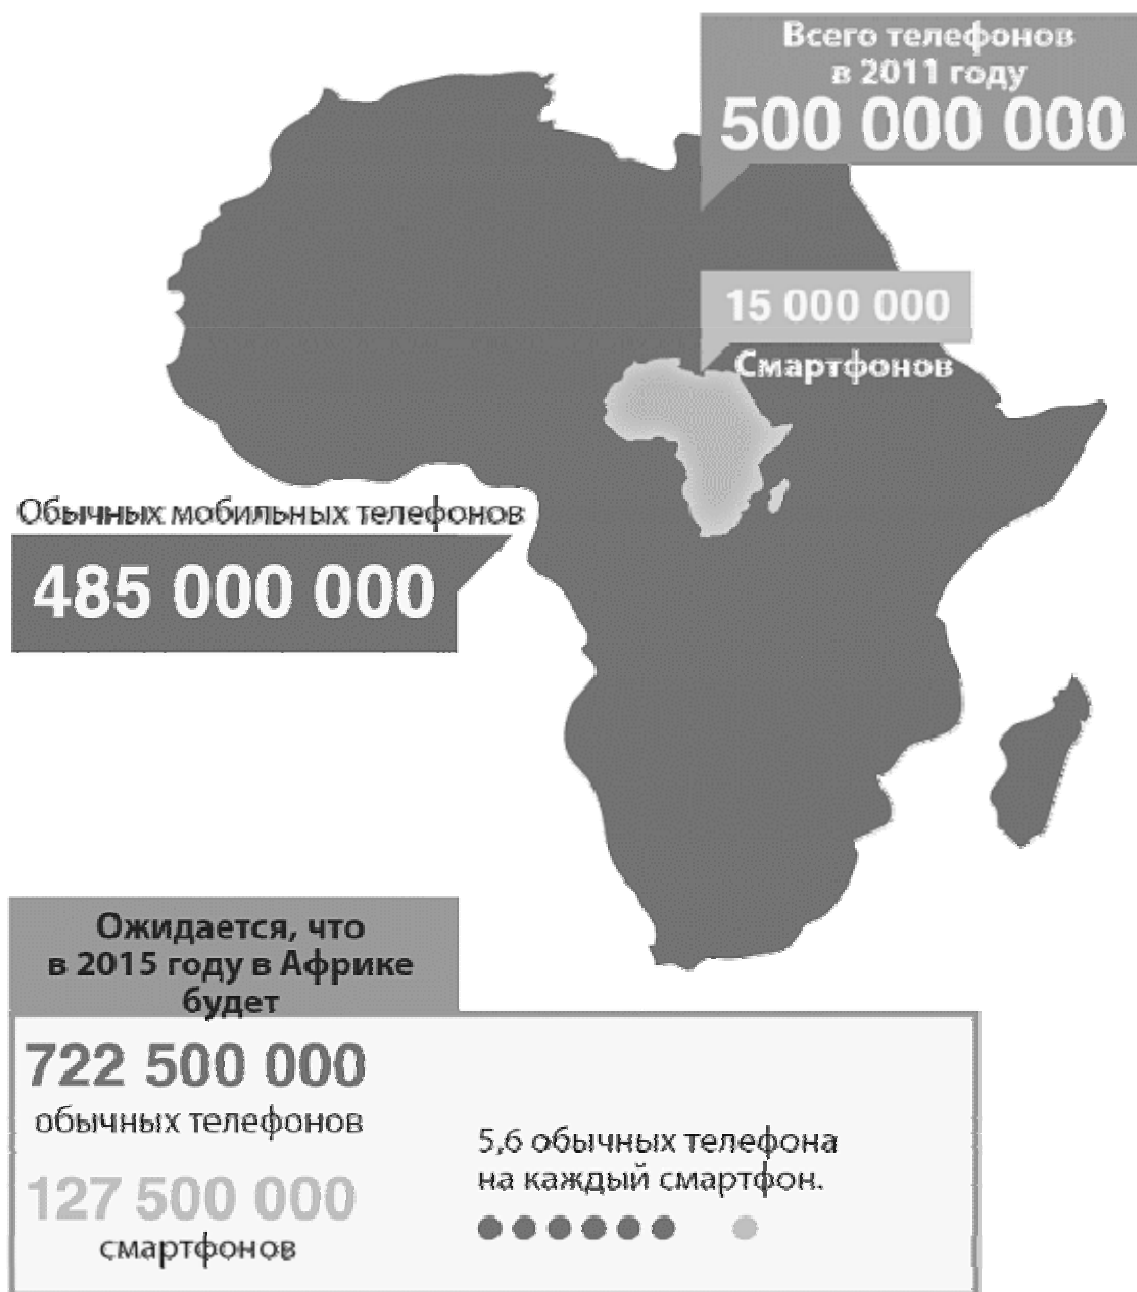 Всего телефонов
в 2011 году
500 000 000
15 000 000
Смартфонов
Обычных мобильных телефонов
485 000 000
Ожидается, что
в 2015 году в Африке
будет
722 500 000
обычных телефонов
127 500 000
смартфонов
5,6 обычных телефона
на каждый смартфон.